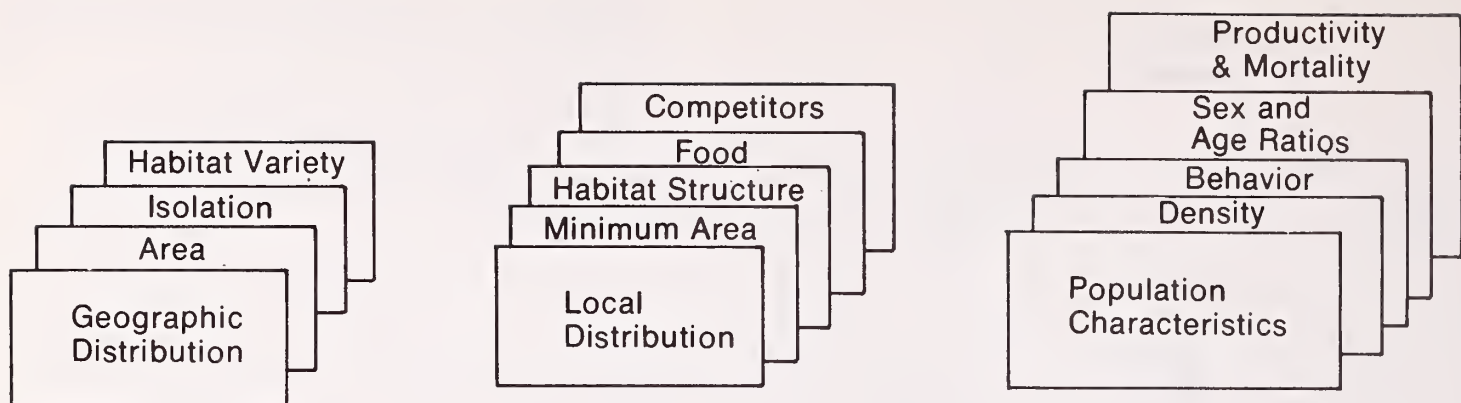 Habitat Variety
Isolation
Area
Geographic
Distribution
Competitors
Food
Habitat Structure
Minimum Area
Local
Distribution
Productivity
& Mortality
Sex and
Age Ratios
Behavior
Density
Population
Characteristics